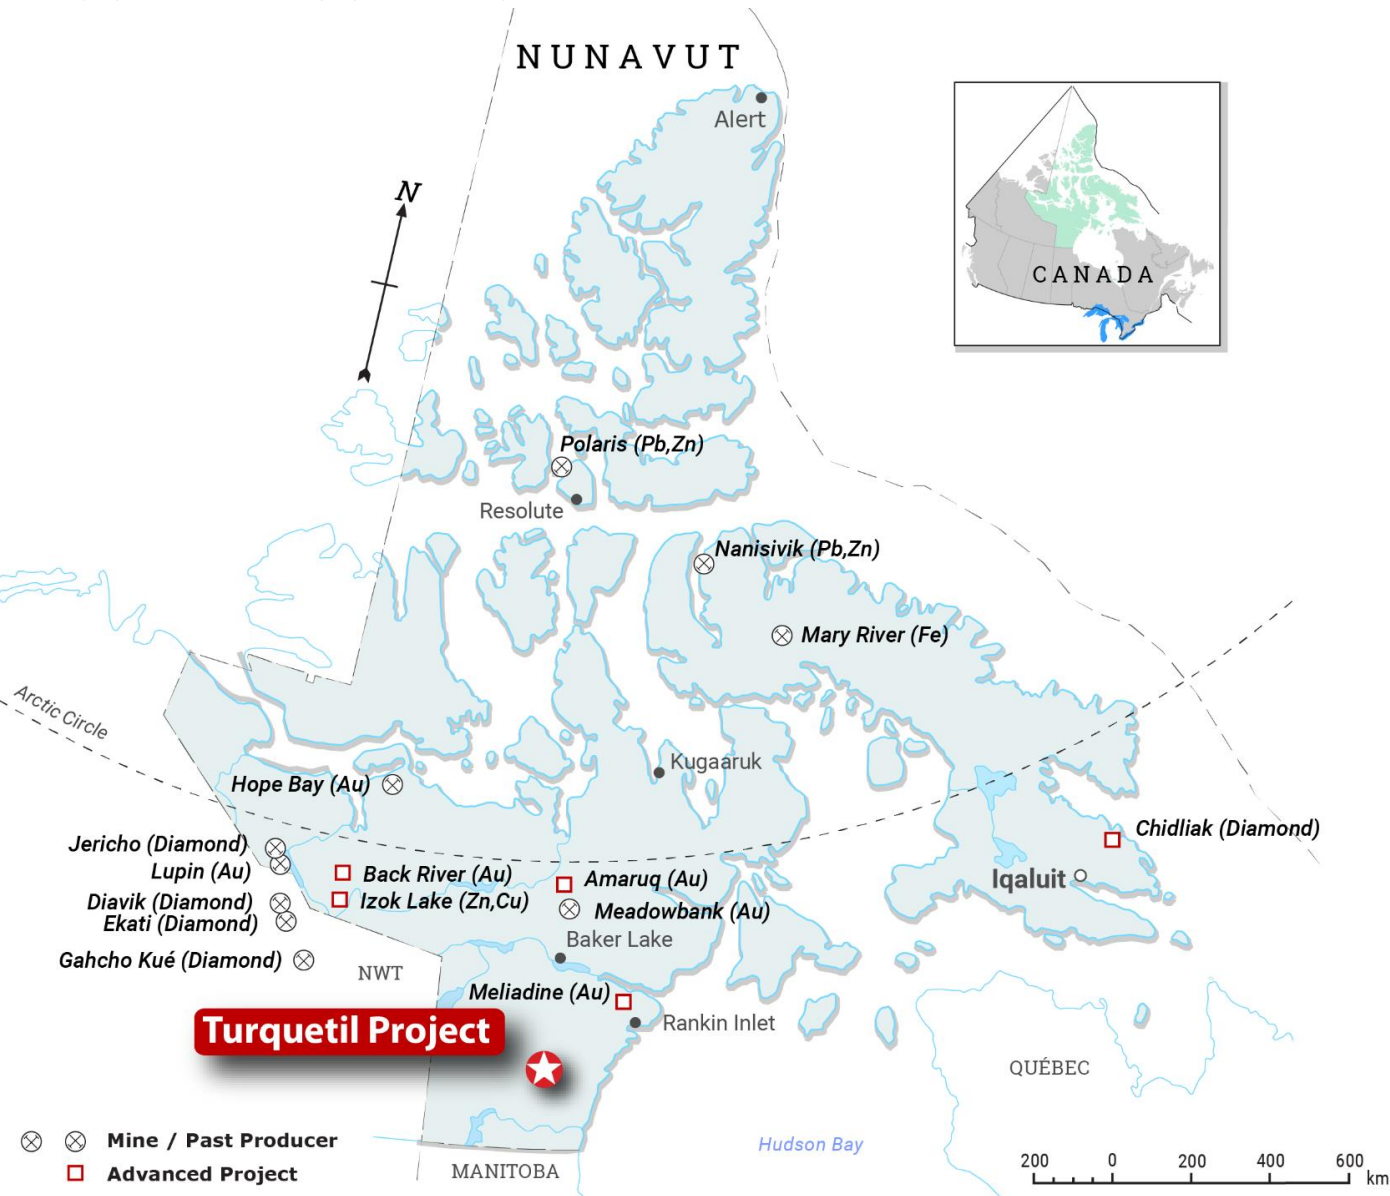 NUNAVUT
Alert
N
CANADA
Polaris (Pb,Zn)
Resolute
Nanisivik (Pb,Zn)
Mary River (Fe)
Arctic Circle
Kugaaruk
Hope Bay (Au)
Chidliak (Diamond)
Jericho (Diamond)
Lupin (Au)
Back River (Au)
Amaruq (Au)
Iqaluit
Diavik (Diamond)
Izok Lake (Zn,Cu)
Meadowbank (Au)
Ekati (Diamond)
Baker Lake
Gahcho Kué (Diamond)
NWT
Meliadine (Au)
Turquetil Project
Rankin Inlet
QUÉBEC
Mine / Past Producer
Hudson Bay
Advanced Project
MANITOBA
200 0 200 400 600
km